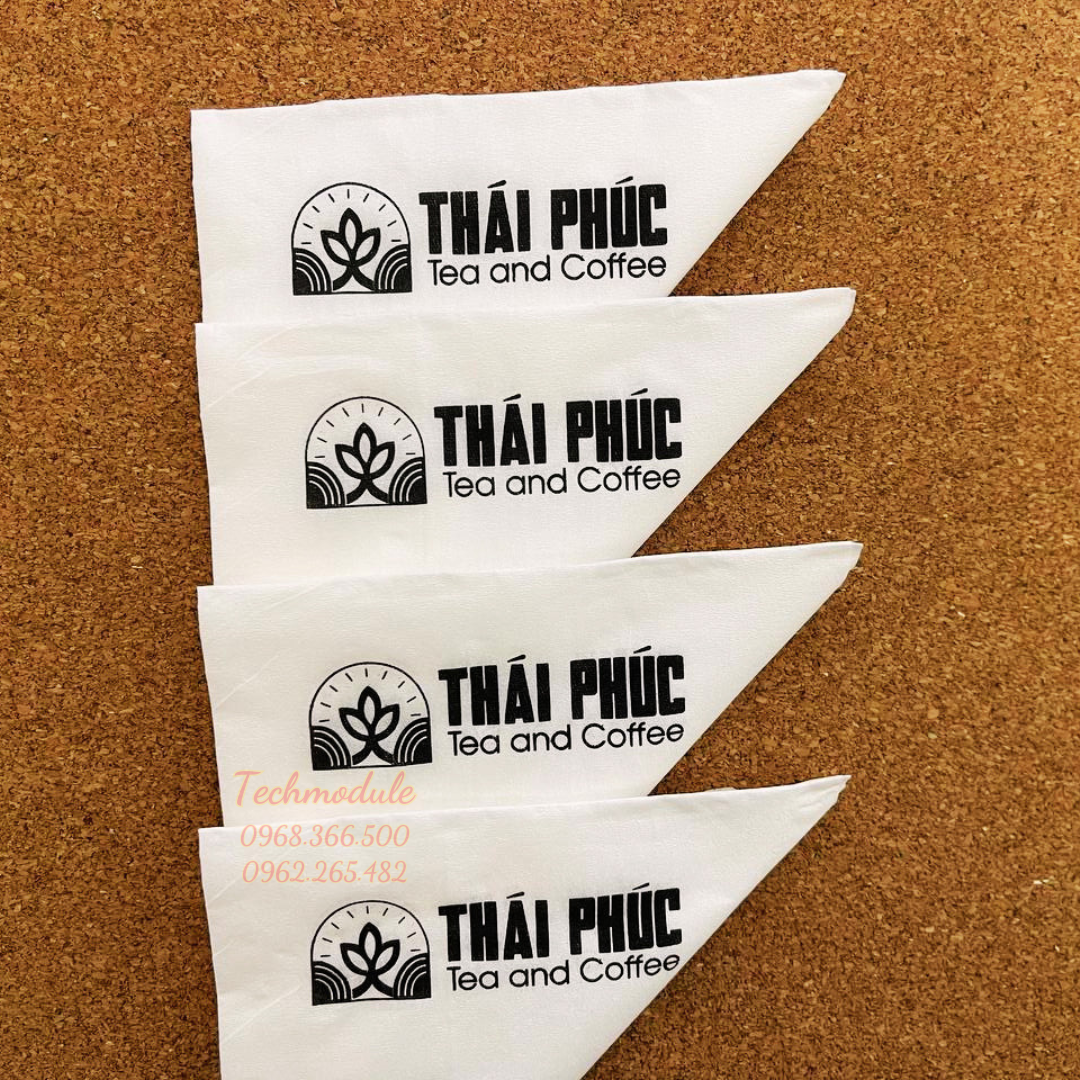 THÁI PHÚC
Tea and Coffee
THÁI PHÚC
Tea and Coffee
THÁI PHÚC
Tea and Coffee
Techmodule
0968.366.500
0962.265.482
THÁI PHÚC
Tea and Coffee